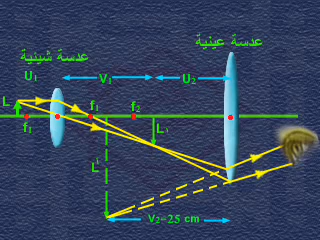 عدسة عينية
عدسة شيئية
U₁
V₁
U₂
L
f₁
f₁
f₂
L₁
L'
V₂=25 cm